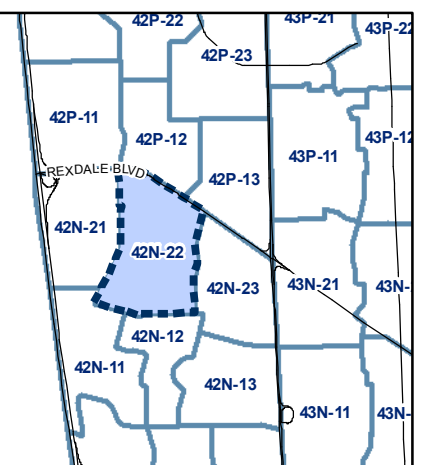 42P-22
43P-21
43P-22
42P-23
42P-11
42P-12
43P-11
43P-12
REXDALE BLVD
42P-13
42N-21
42N-22
42N-23
43N-21
43N-
42N-12
42N-11
42N-13
43N-11
43N-